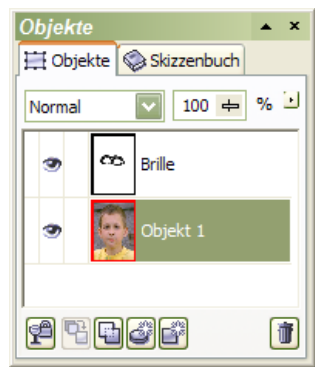 Objekte
Objekte Skizzenbuch
Normal 100 %
Brille
Objekt 1